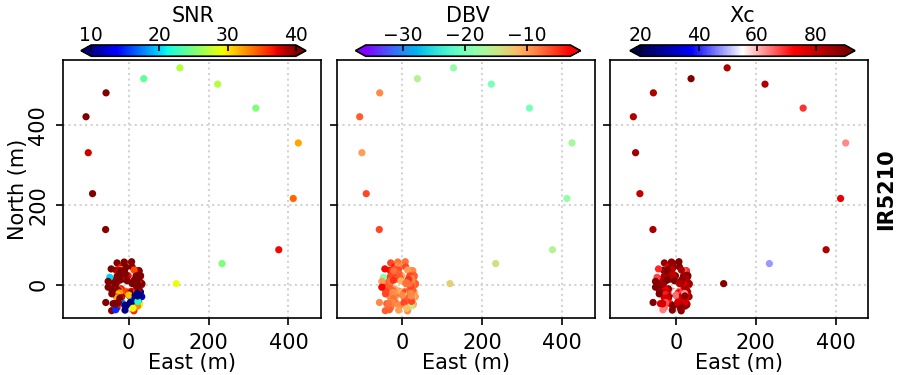 SNR DBV Xc
10 20 30 40 −30 −20 −10 20 40 60 80
400
200
0
North (m)
0 200 400 0 200 400 0 200 400
East (m) East (m) East (m)
IR5210